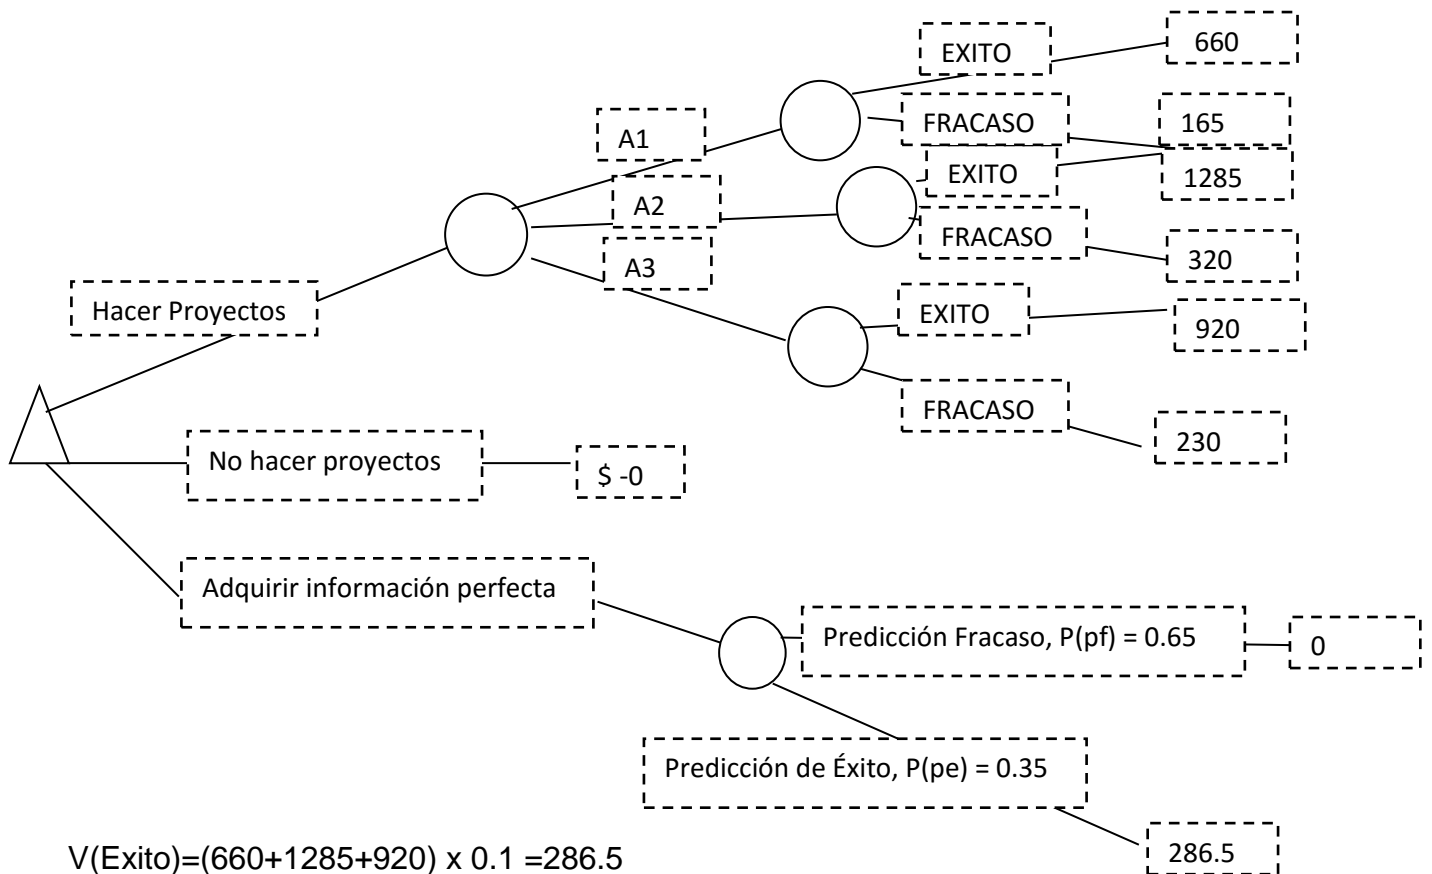 EXITO
660
A1
FRACASO
165
EXITO
1285
A2
FRACASO
320
A3
Hacer Proyectos
EXITO
920
FRACASO
230
No hacer proyectos
$ -0
Adquirir información perfecta
Predicción Fracaso, P(pf) = 0.65
0
Predicción de Éxito, P(pe) = 0.35
286.5
V(Exito)=(660+1285+920) x 0.1 =286.5